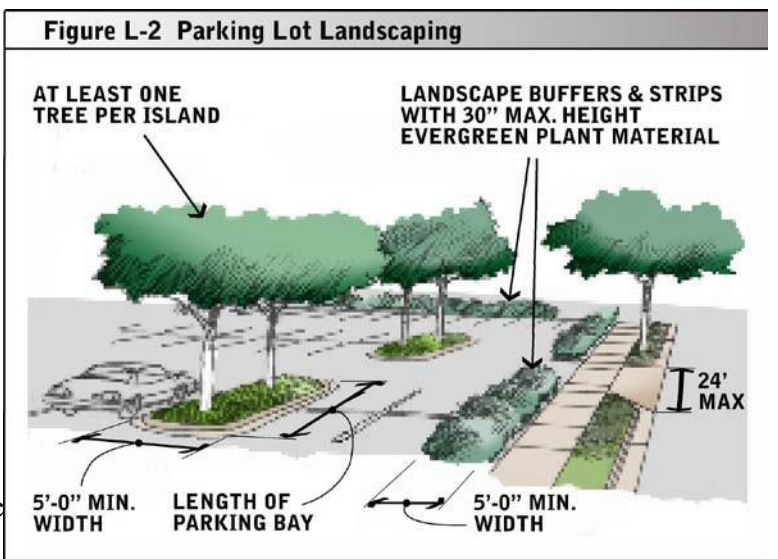 Figure L-2 Parking Lot Landscaping
AT LEAST ONE
TREE PER ISLAND
LANDSCAPE BUFFERS & STRIPS
WITH 30” MAX. HEIGHT
EVERGREEN PLANT MATERIAL
24’
MAX
5’-0” MIN.
WIDTH
LENGTH OF
PARKING BAY
5’-0” MIN.
WIDTH